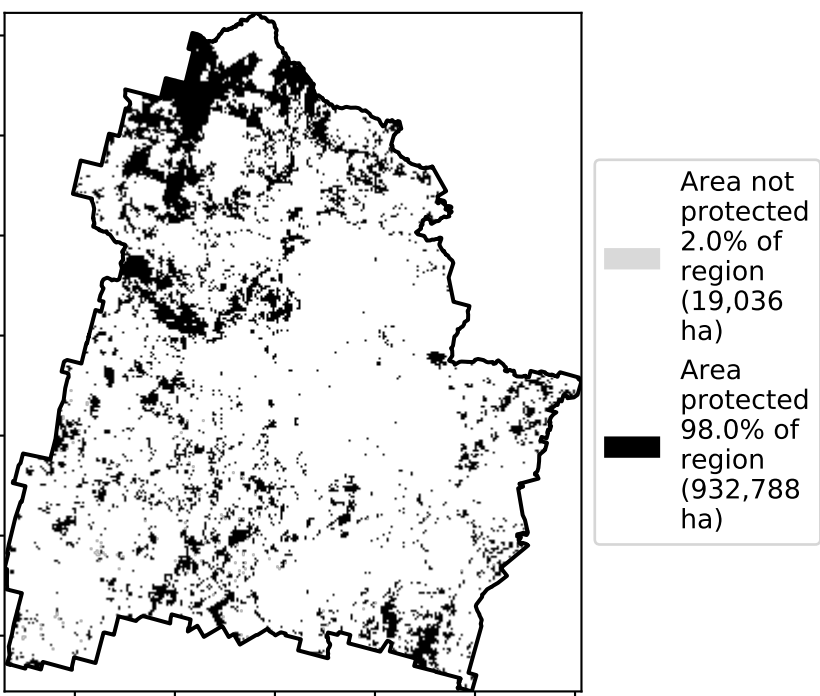 Area not
protected
2.0% of
region
(19,036
ha)
Area
protected
98.0% of
region
(932,788
ha)